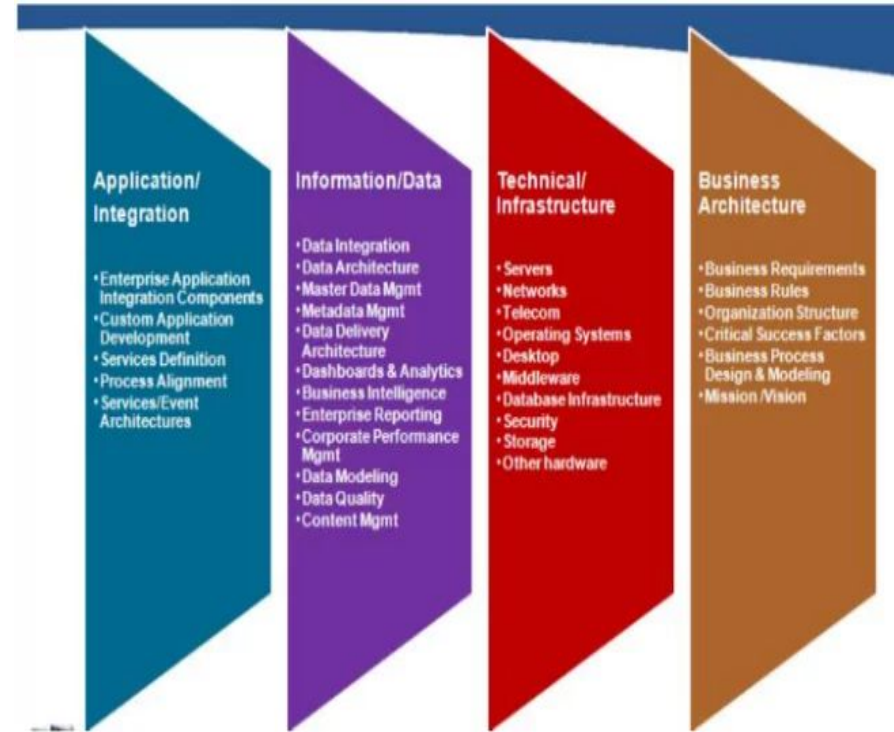 Application/
Integration
•Enterprise Application
Integration Components
•Custom Application
Development
•Services Definition
•Process Alignment
•Services/Event
Architectures
Information/Data
•Data Integration
•Data Architecture
•Master Data Mgmt
•Metadata Mgmt
•Data Delivery
Architecture
•Dashboards & Analytics
•Business Intelligence
•Enterprise Reporting
•Corporate Performance
Mgmt
•Data Modeling
•Data Quality
•Content Mgmt
Technical/
Infrastructure
•Servers
•Networks
•Telecom
•Operating Systems
•Desktop
•Middleware
•Database Infrastructure
•Security
•Storage
•Other hardware
Business
Architecture
•Business Requirements
•Business Rules
•Organization Structure
•Critical Success Factors
•Business Process
Design & Modeling
•Mission /Vision